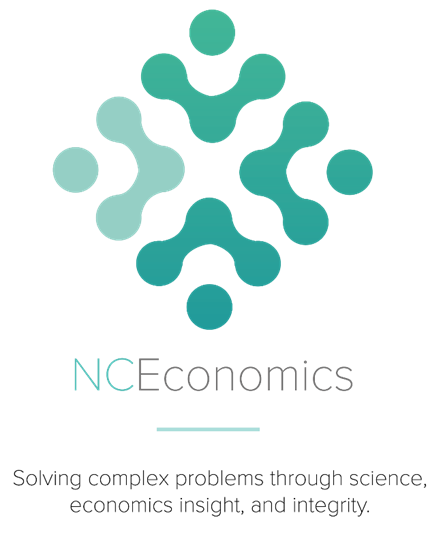 NCEconomics
Solving complex problems through science,
economics insight, and integrity.